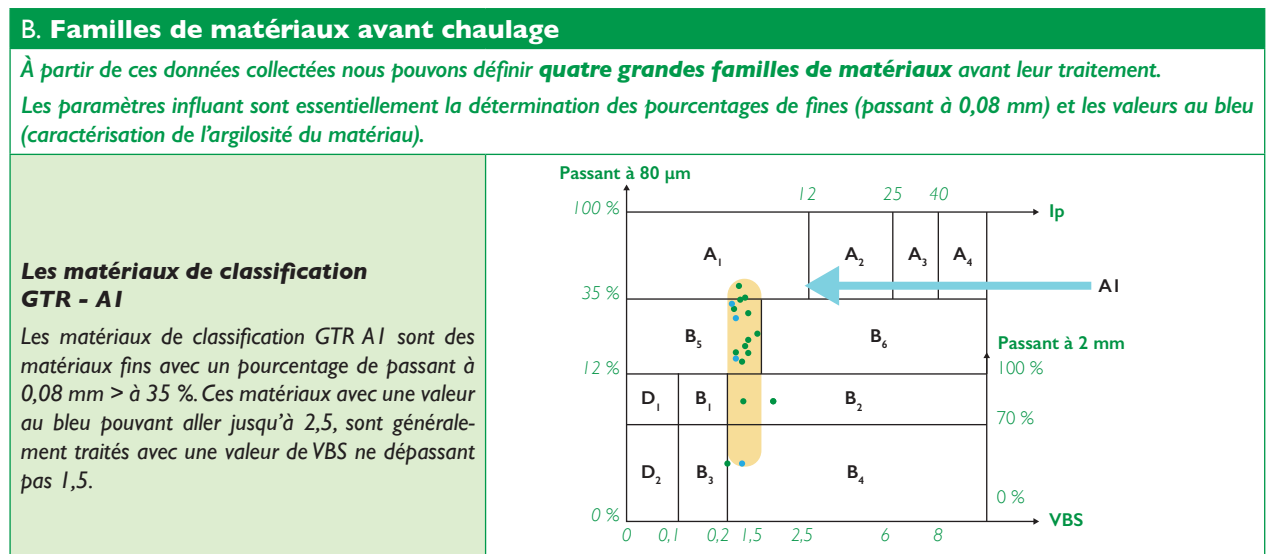 B. Familles de matériaux avant chaulage
À partir de ces données collectées nous pouvons définir quatre grandes familles de matériaux avant leur traitement.
Les paramètres influant sont essentiellement la détermination des pourcentages de fines (passant à 0,08 mm) et les valeurs au bleu
(caractérisation de l'argilosité du matériau).
Les matériaux de classification
GTR - A1
Les matériaux de classification GTR A1 sont des
matériaux fins avec un pourcentage de passant à
0,08 mm > à 35 %. Ces matériaux avec une valeur
au bleu pouvant aller jusqu'à 2,5, sont générale-
ment traités avec une valeur de VBS ne dépassant
pas 1,5.
Passant à 80 µm
12 25 40
100 % Ip
A1 A2 A3 A4
A1
35 %
B5 B6
Passant à 2 mm
12 % 100 %
D1 B1 B2
70 %
D2 B3 B4
0 %
0 % VBS
0 0,1 0,2 1,5 2,5 6 8